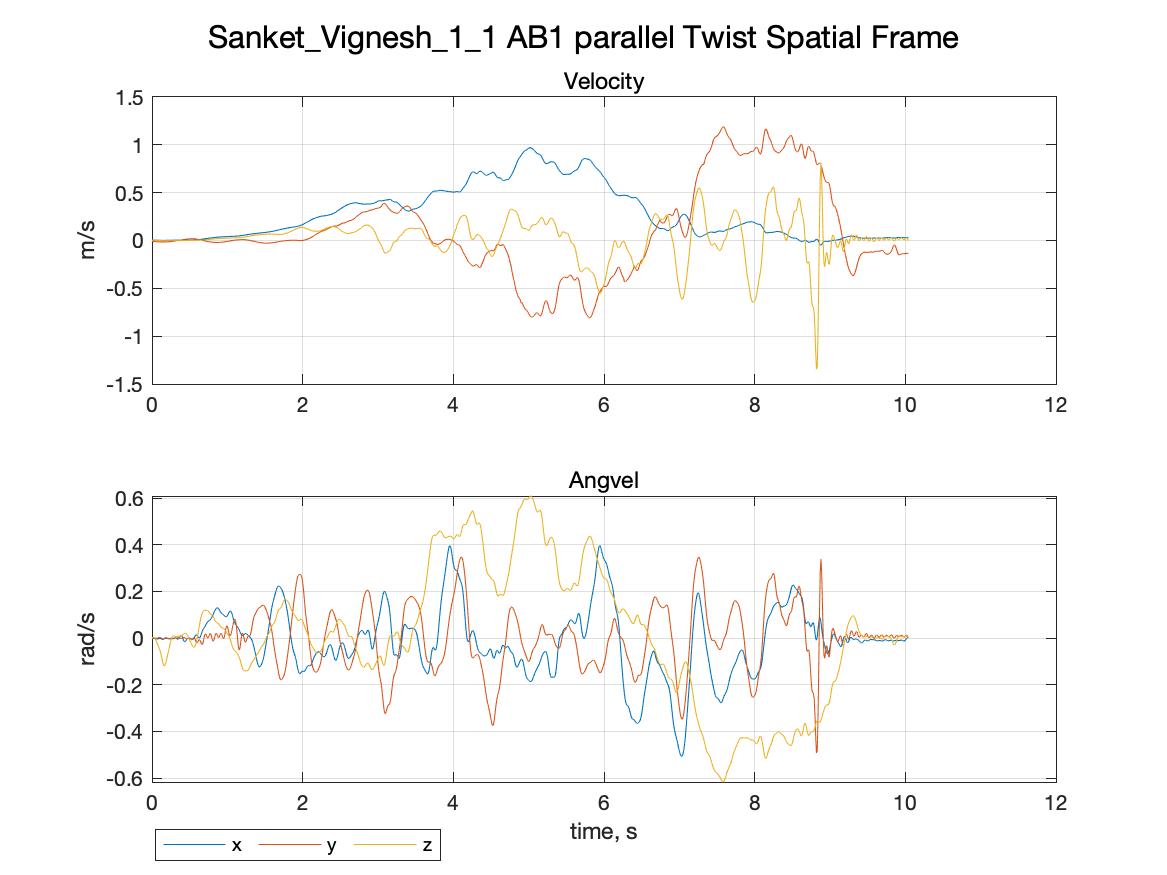 Sanket_Vignesh_1_1 AB1 parallel Twist Spatial Frame
Velocity
1.5
1
0.5
0
-0.5
-1
-1.5
m/s
0 2 4 6 8 10 12
Angvel
0.6
0.4
0.2
0
-0.2
-0.4
-0.6
rad/s
0 2 4 6 8 10 12
time, s
x y z